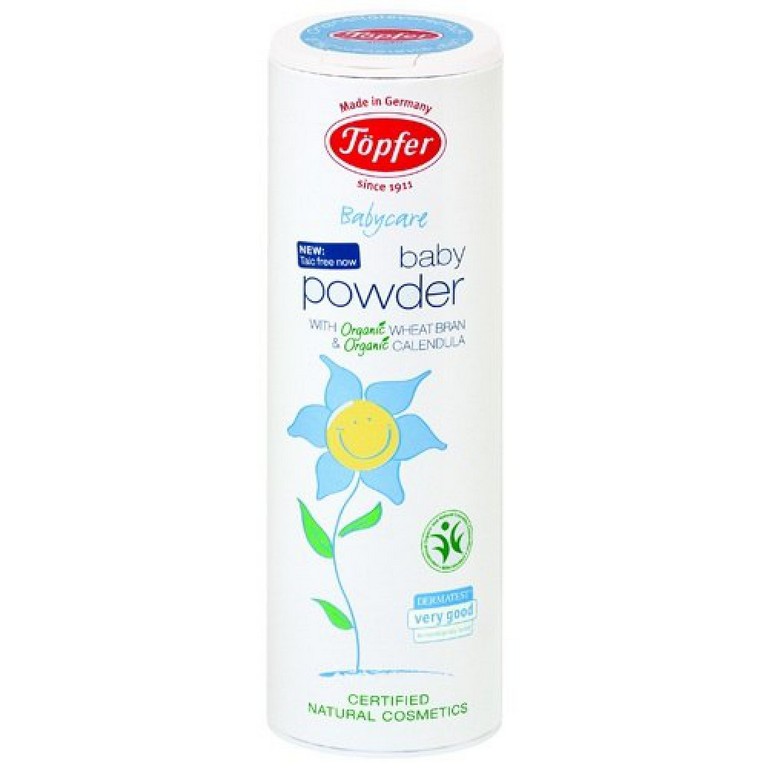 Töpfer
Made in Germany
Töpfer
since 1911
Babycare
NEW:
Talc free now
baby
powder
WITH Organic WHEAT BRAN
& Organic CALENDULA
DERMATEST
very good
CERTIFIED
NATURAL COSMETICS